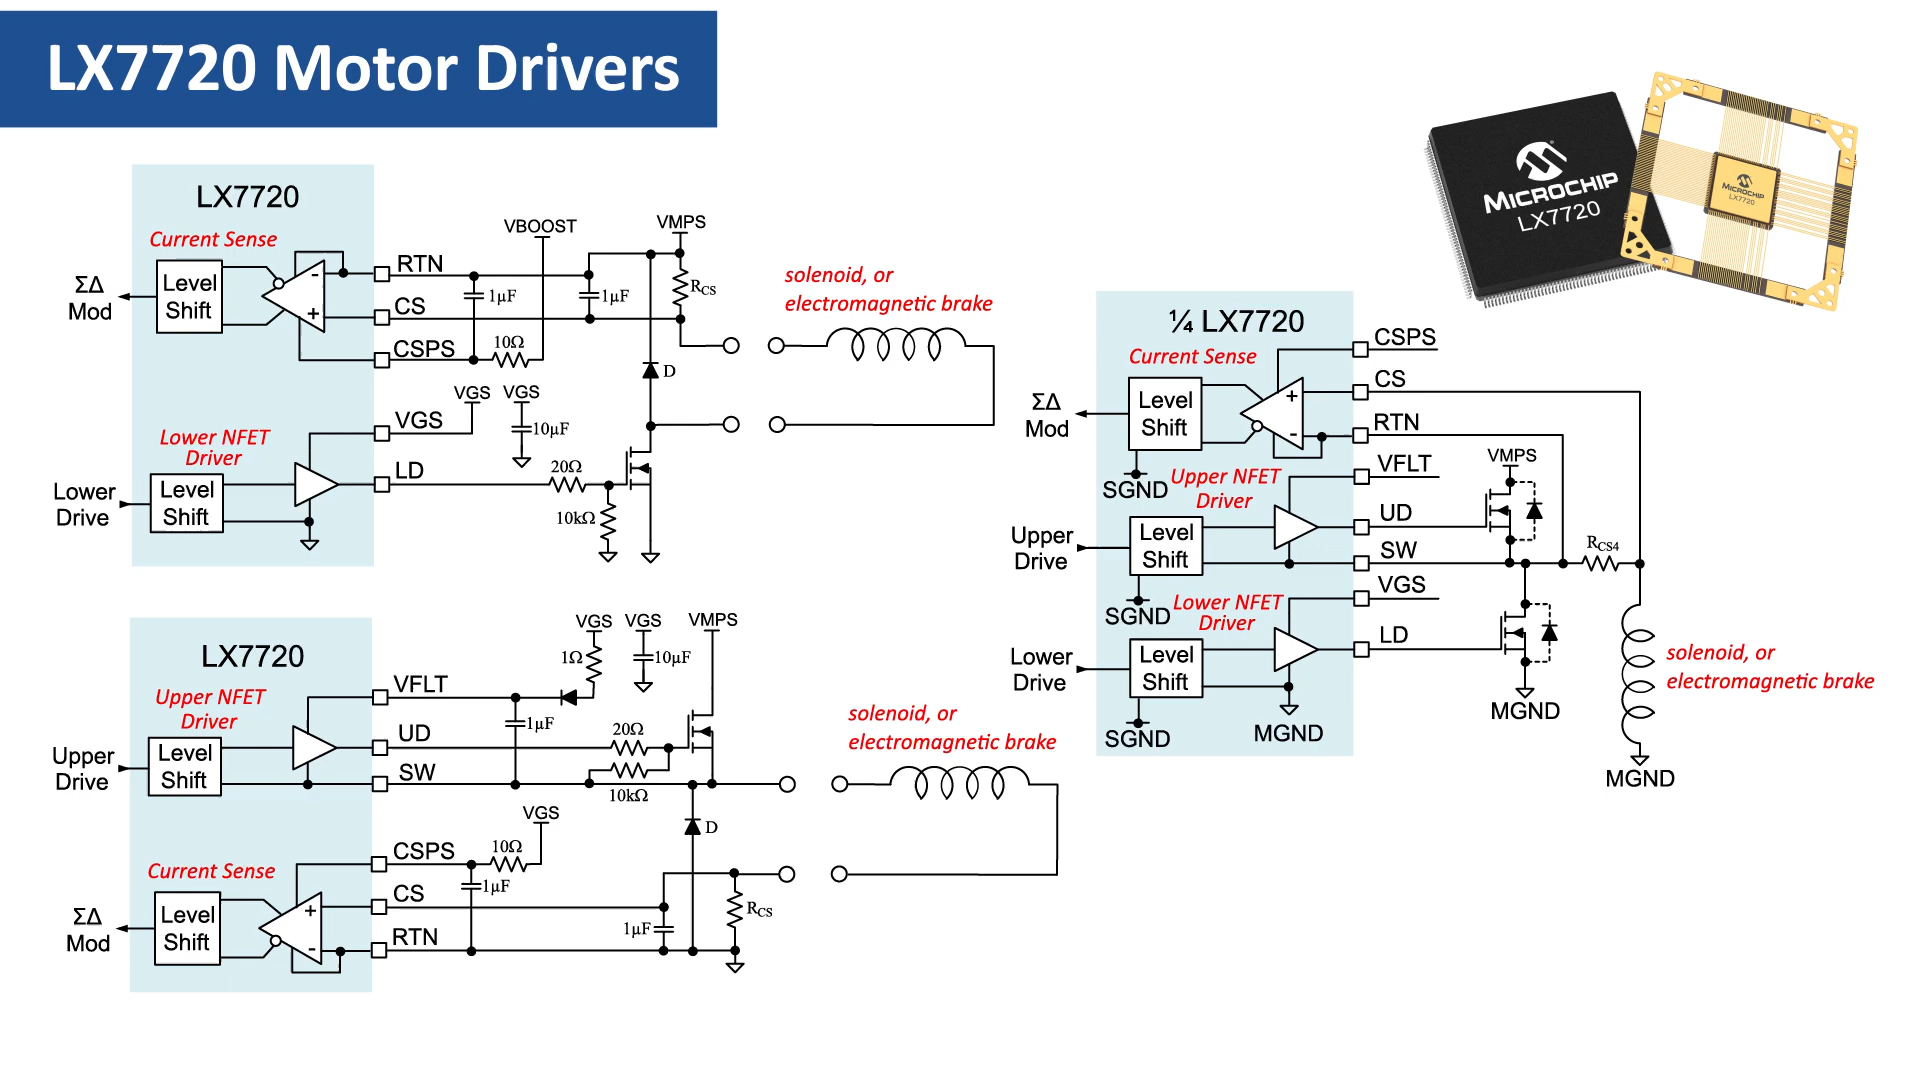 LX7720 Motor Drivers
LX7720
Current Sense
ΣΔ
Mod
Level
Shift
-
+
RTN
CS
CSPS
1µF
10Ω
VBOOST
1µF
VMPS
RCS
D
solenoid, or
electromagnetic brake
Lower NFET
Driver
Lower
Drive
Level
Shift
VGS
LD
VGS
VGS
10µF
20Ω
10kΩ
LX7720
Upper NFET
Driver
Upper
Drive
Level
Shift
VFLT
UD
SW
1µF
VGS
1Ω
VGS
10µF
VMPS
20Ω
10kΩ
D
solenoid, or
electromagnetic brake
Current Sense
ΣΔ
Mod
Level
Shift
+
-
CSPS
CS
RTN
1µF
10Ω
VGS
1µF
RCS
MICROCHIP
LX7720
MICROCHIP
LX7720
¼ LX7720
Current Sense
ΣΔ
Mod
Level
Shift
+
-
SGND
CSPS
CS
RTN
Upper NFET
Driver
Upper
Drive
Level
Shift
SGND
VFLT
UD
SW
VMPS
RCS4
Lower NFET
Driver
Lower
Drive
Level
Shift
SGND
MGND
VGS
LD
MGND
solenoid, or
electromagnetic brake
MGND